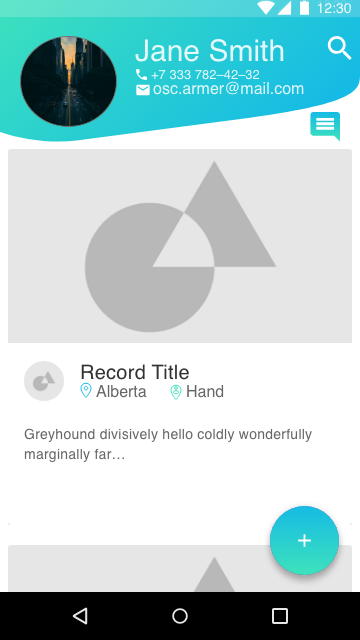 12:30
Jane Smith
+7 333 782–42–32
osc.armer@mail.com
Record Title
Alberta Hand
Greyhound divisively hello coldly wonderfully
marginally far...
+